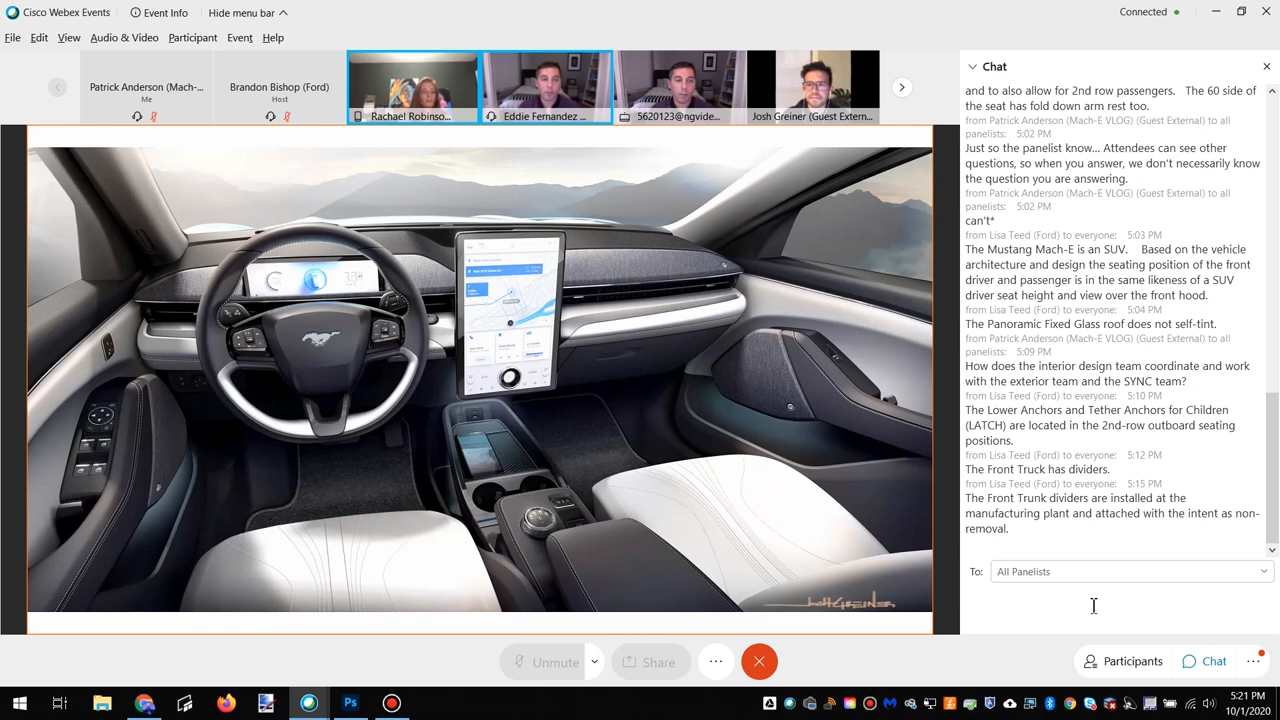 Cisco Webex Events
Event Info
Hide menu bar
Connected
File Edit View Audio & Video Participant Event Help
Patrick Anderson (Mach-...
Me
Brandon Bishop (Ford)
Host
Rachael Robinso...
Eddie Fernandez ...
5620123@ngvide...
Josh Greiner (Guest Extern...
Chat
and to also allow for 2nd row passengers. The 60 side of
the seat has fold down arm rest too.
from Patrick Anderson (Mach-E VLOG) (Guest External) to all
panelists: 5:02 PM
Just so the panelist know... Attendees can see other
questions, so when you answer, we don't necessarily know
the question you are answering.
from Patrick Anderson (Mach-E VLOG) (Guest External) to all
panelists: 5:02 PM
can't*
from Lisa Teed (Ford) to everyone: 5:03 PM
The Mustang Mach-E is an SUV. Based on the vehicle
architecture and design the seating position of the front
driver and passenger is in the same likeness of a SUV
driver seat height and view over the front hood.
from Lisa Teed (Ford) to everyone: 5:04 PM
The Panoramic Fixed Glass roof does not self-tint.
from Patrick Anderson (Mach-E VLOG) (Guest External) to all
panelists: 5:09 PM
How does the interior design team coordinate and work
with the exterior team and the SYNC team?
from Lisa Teed (Ford) to everyone: 5:10 PM
The Lower Anchors and Tether Anchors for Children
(LATCH) are located in the 2nd-row outboard seating
positions.
from Lisa Teed (Ford) to everyone: 5:12 PM
The Front Truck has dividers.
from Lisa Teed (Ford) to everyone: 5:15 PM
The Front Trunk dividers are installed at the
manufacturing plant and attached with the intent as non-
removal.
To: All Panelists
Unmute
Share
Participants
Chat
5:21 PM
10/1/2020